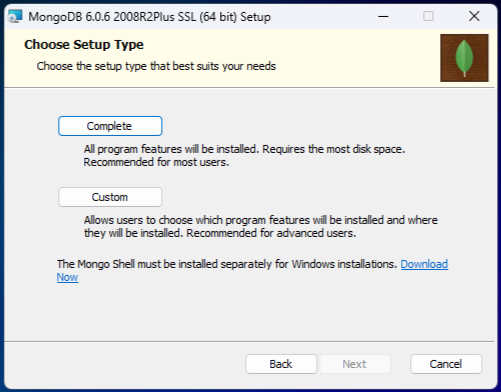 MongoDB 6.0.6 2008R2Plus SSL (64 bit) Setup
Choose Setup Type
Choose the setup type that best suits your needs
Complete
All program features will be installed. Requires the most disk space.
Recommended for most users.
Custom
Allows users to choose which program features will be installed and where
they will be installed. Recommended for advanced users.
The Mongo Shell must be installed separately for Windows installations. Download
Now
Back Next Cancel